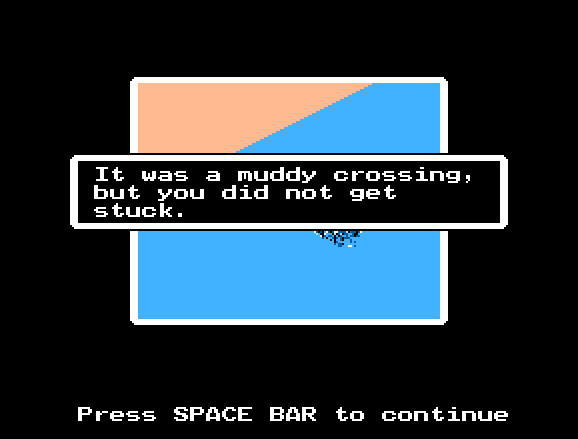 It was a muddy crossing,
but you did not get
stuck.
Press SPACE BAR to continue